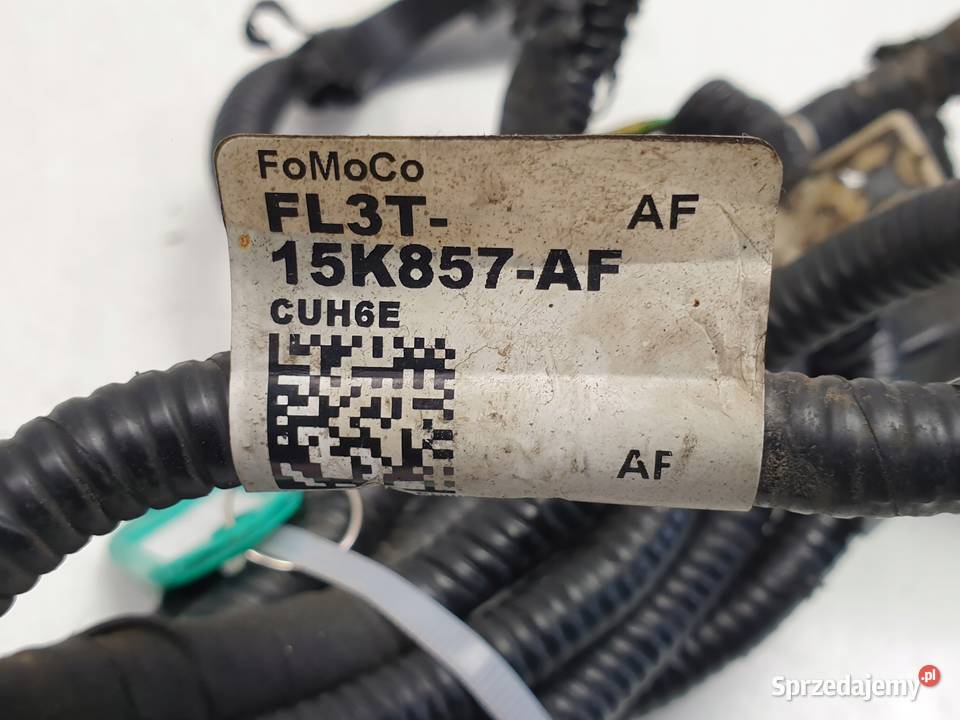 FoMoCo
FL3T- AF
15K857-AF
CUH6E
AF
Sprzedajemy.pl